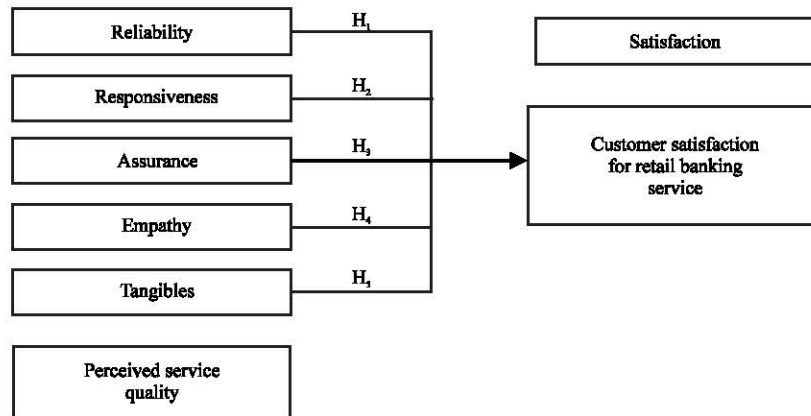 Reliability
H₁
Satisfaction
Responsiveness
H₂
Assurance
H₃
Customer satisfaction
for retail banking
service
Empathy
H₄
Tangibles
H₅
Perceived service
quality